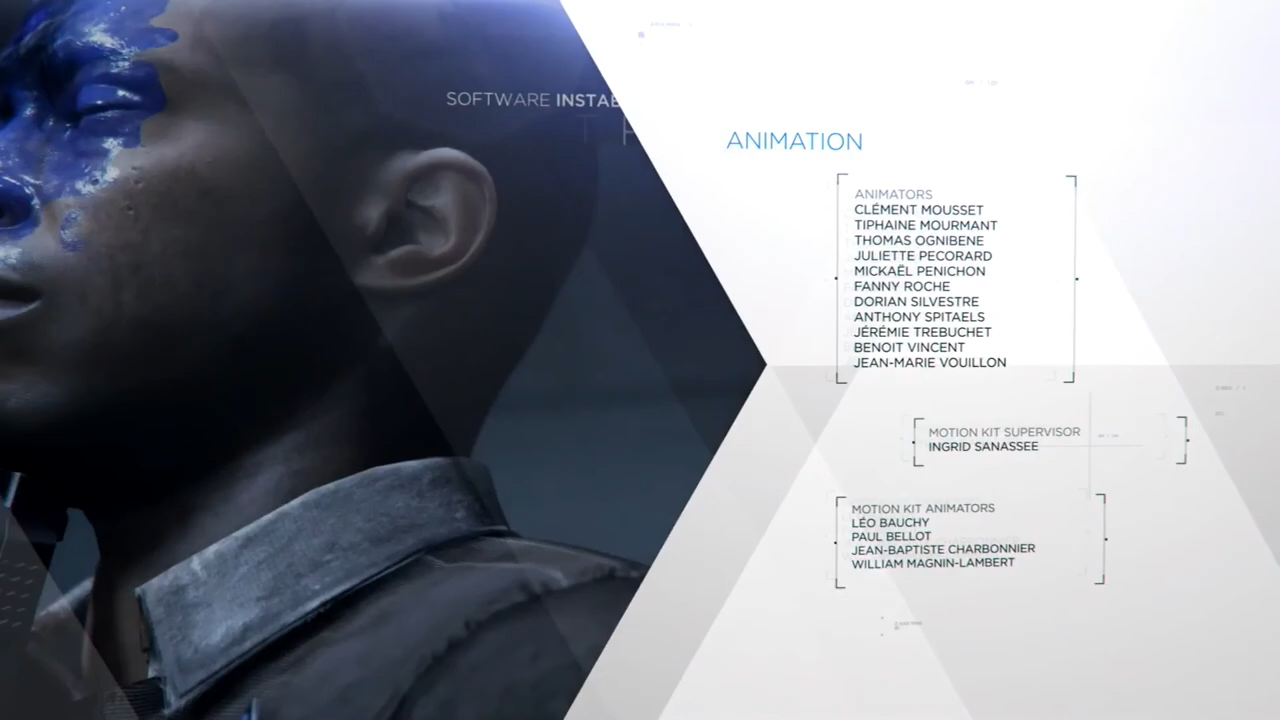 SOFTWARE INSTAB
ANIMATION
ANIMATORS
CLÉMENT MOUSSET
TIPHAINE MOURMANT
THOMAS OGNIBENE
JULIETTE PECORARD
MICKAËL PENICHON
FANNY ROCHE
DORIAN SILVESTRE
ANTHONY SPITAELS
JÉRÉMIE TREBUCHET
BENOIT VINCENT
JEAN-MARIE VOUILLON
MOTION KIT SUPERVISOR
INGRID SANASSEE
MOTION KIT ANIMATORS
LÉO BAUCHY
PAUL BELLOT
JEAN-BAPTISTE CHARBONNIER
WILLIAM MAGNIN-LAMBERT